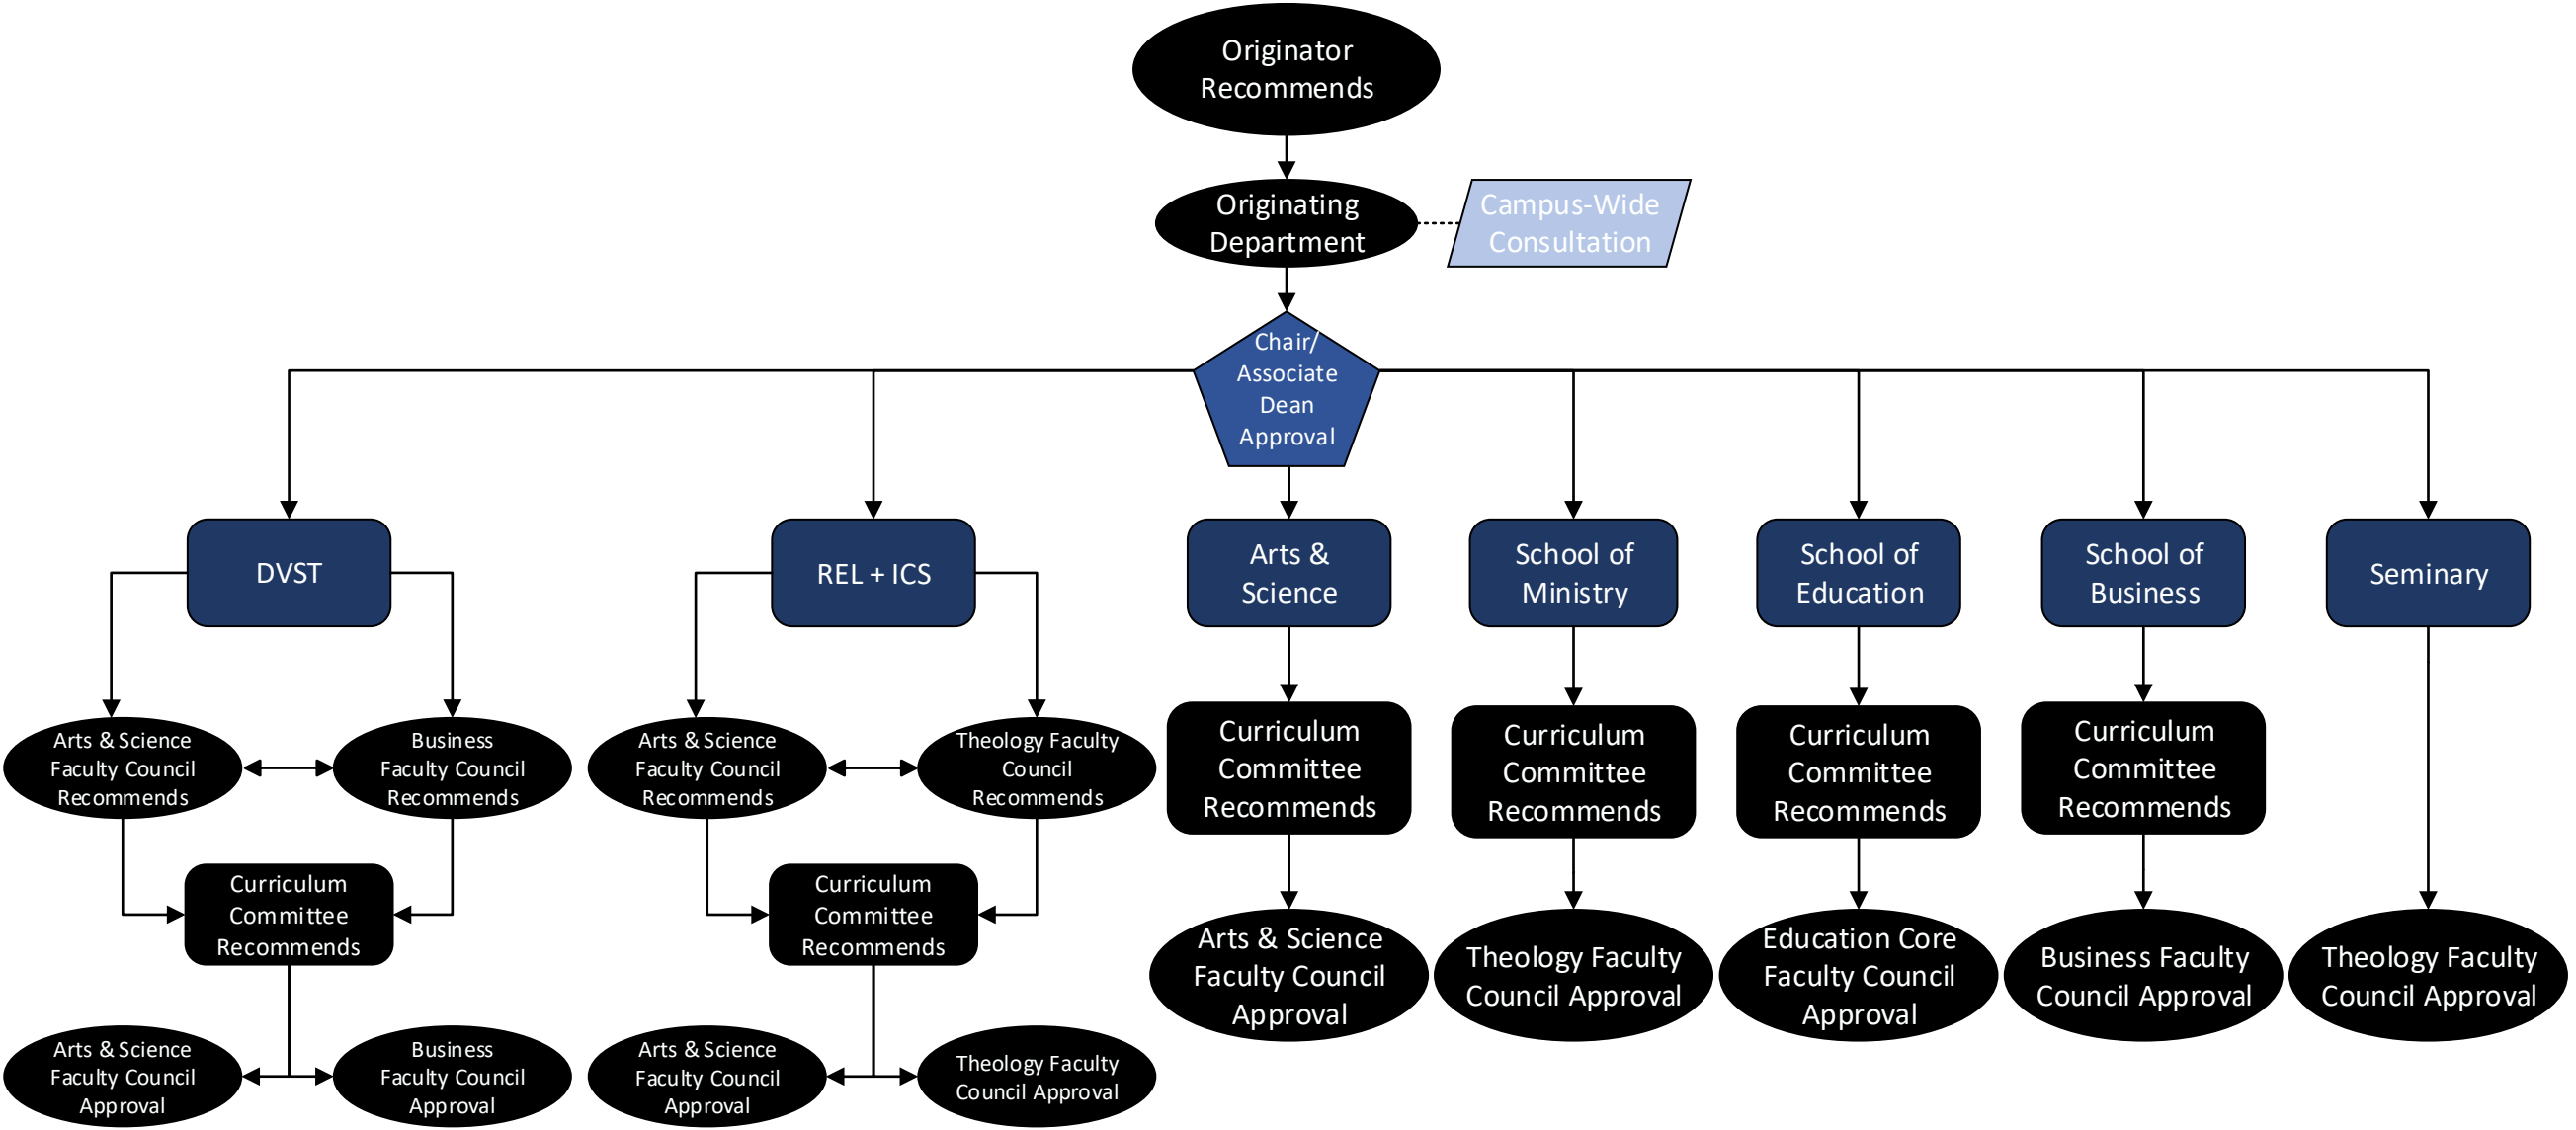 Originator
Recommends
Originating
Department
Campus-Wide
Consultation
Chair/
Associate
Dean
Approval
DVST
REL + ICS
Arts &
Science
School of
Ministry
School of
Education
School of
Business
Seminary
Arts & Science
Faculty Council
Recommends
Business
Faculty Council
Recommends
Arts & Science
Faculty Council
Recommends
Theology Faculty
Council
Recommends
Curriculum
Committee
Recommends
Curriculum
Committee
Recommends
Curriculum
Committee
Recommends
Curriculum
Committee
Recommends
Curriculum
Committee
Recommends
Curriculum
Committee
Recommends
Arts & Science
Faculty Council
Approval
Business
Faculty Council
Approval
Arts & Science
Faculty Council
Approval
Theology Faculty
Council Approval
Arts & Science
Faculty Council
Approval
Theology Faculty
Council Approval
Education Core
Faculty Council
Approval
Business Faculty
Council Approval
Theology Faculty
Council Approval